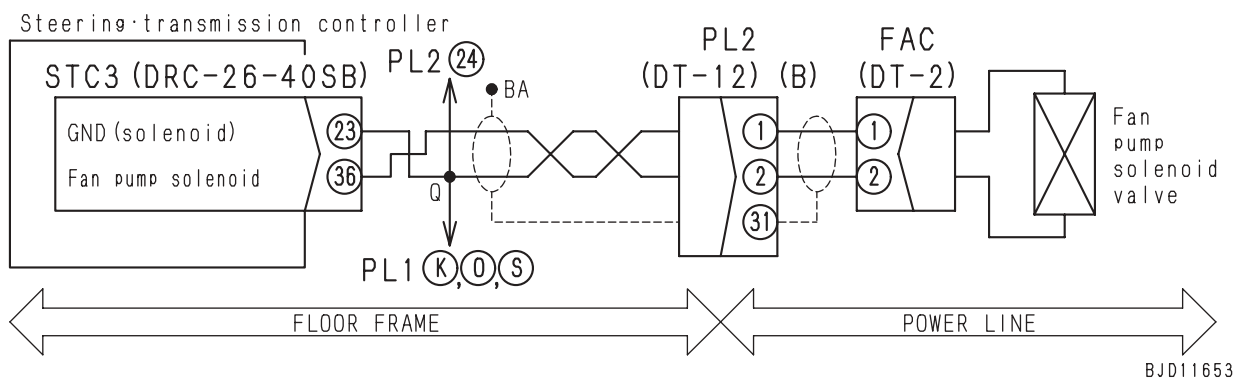 Steering·transmission controller
STC3 (DRC-26-40SB)
GND (solenoid)
Fan pump solenoid
23
36
PL2 24
BA
Q
PL1 K,O,S
PL2
(DT-12) (B)
1
2
31
FAC
(DT-2)
1
2
Fan
pump
solenoid
valve
FLOOR FRAME
POWER LINE
BJD11653